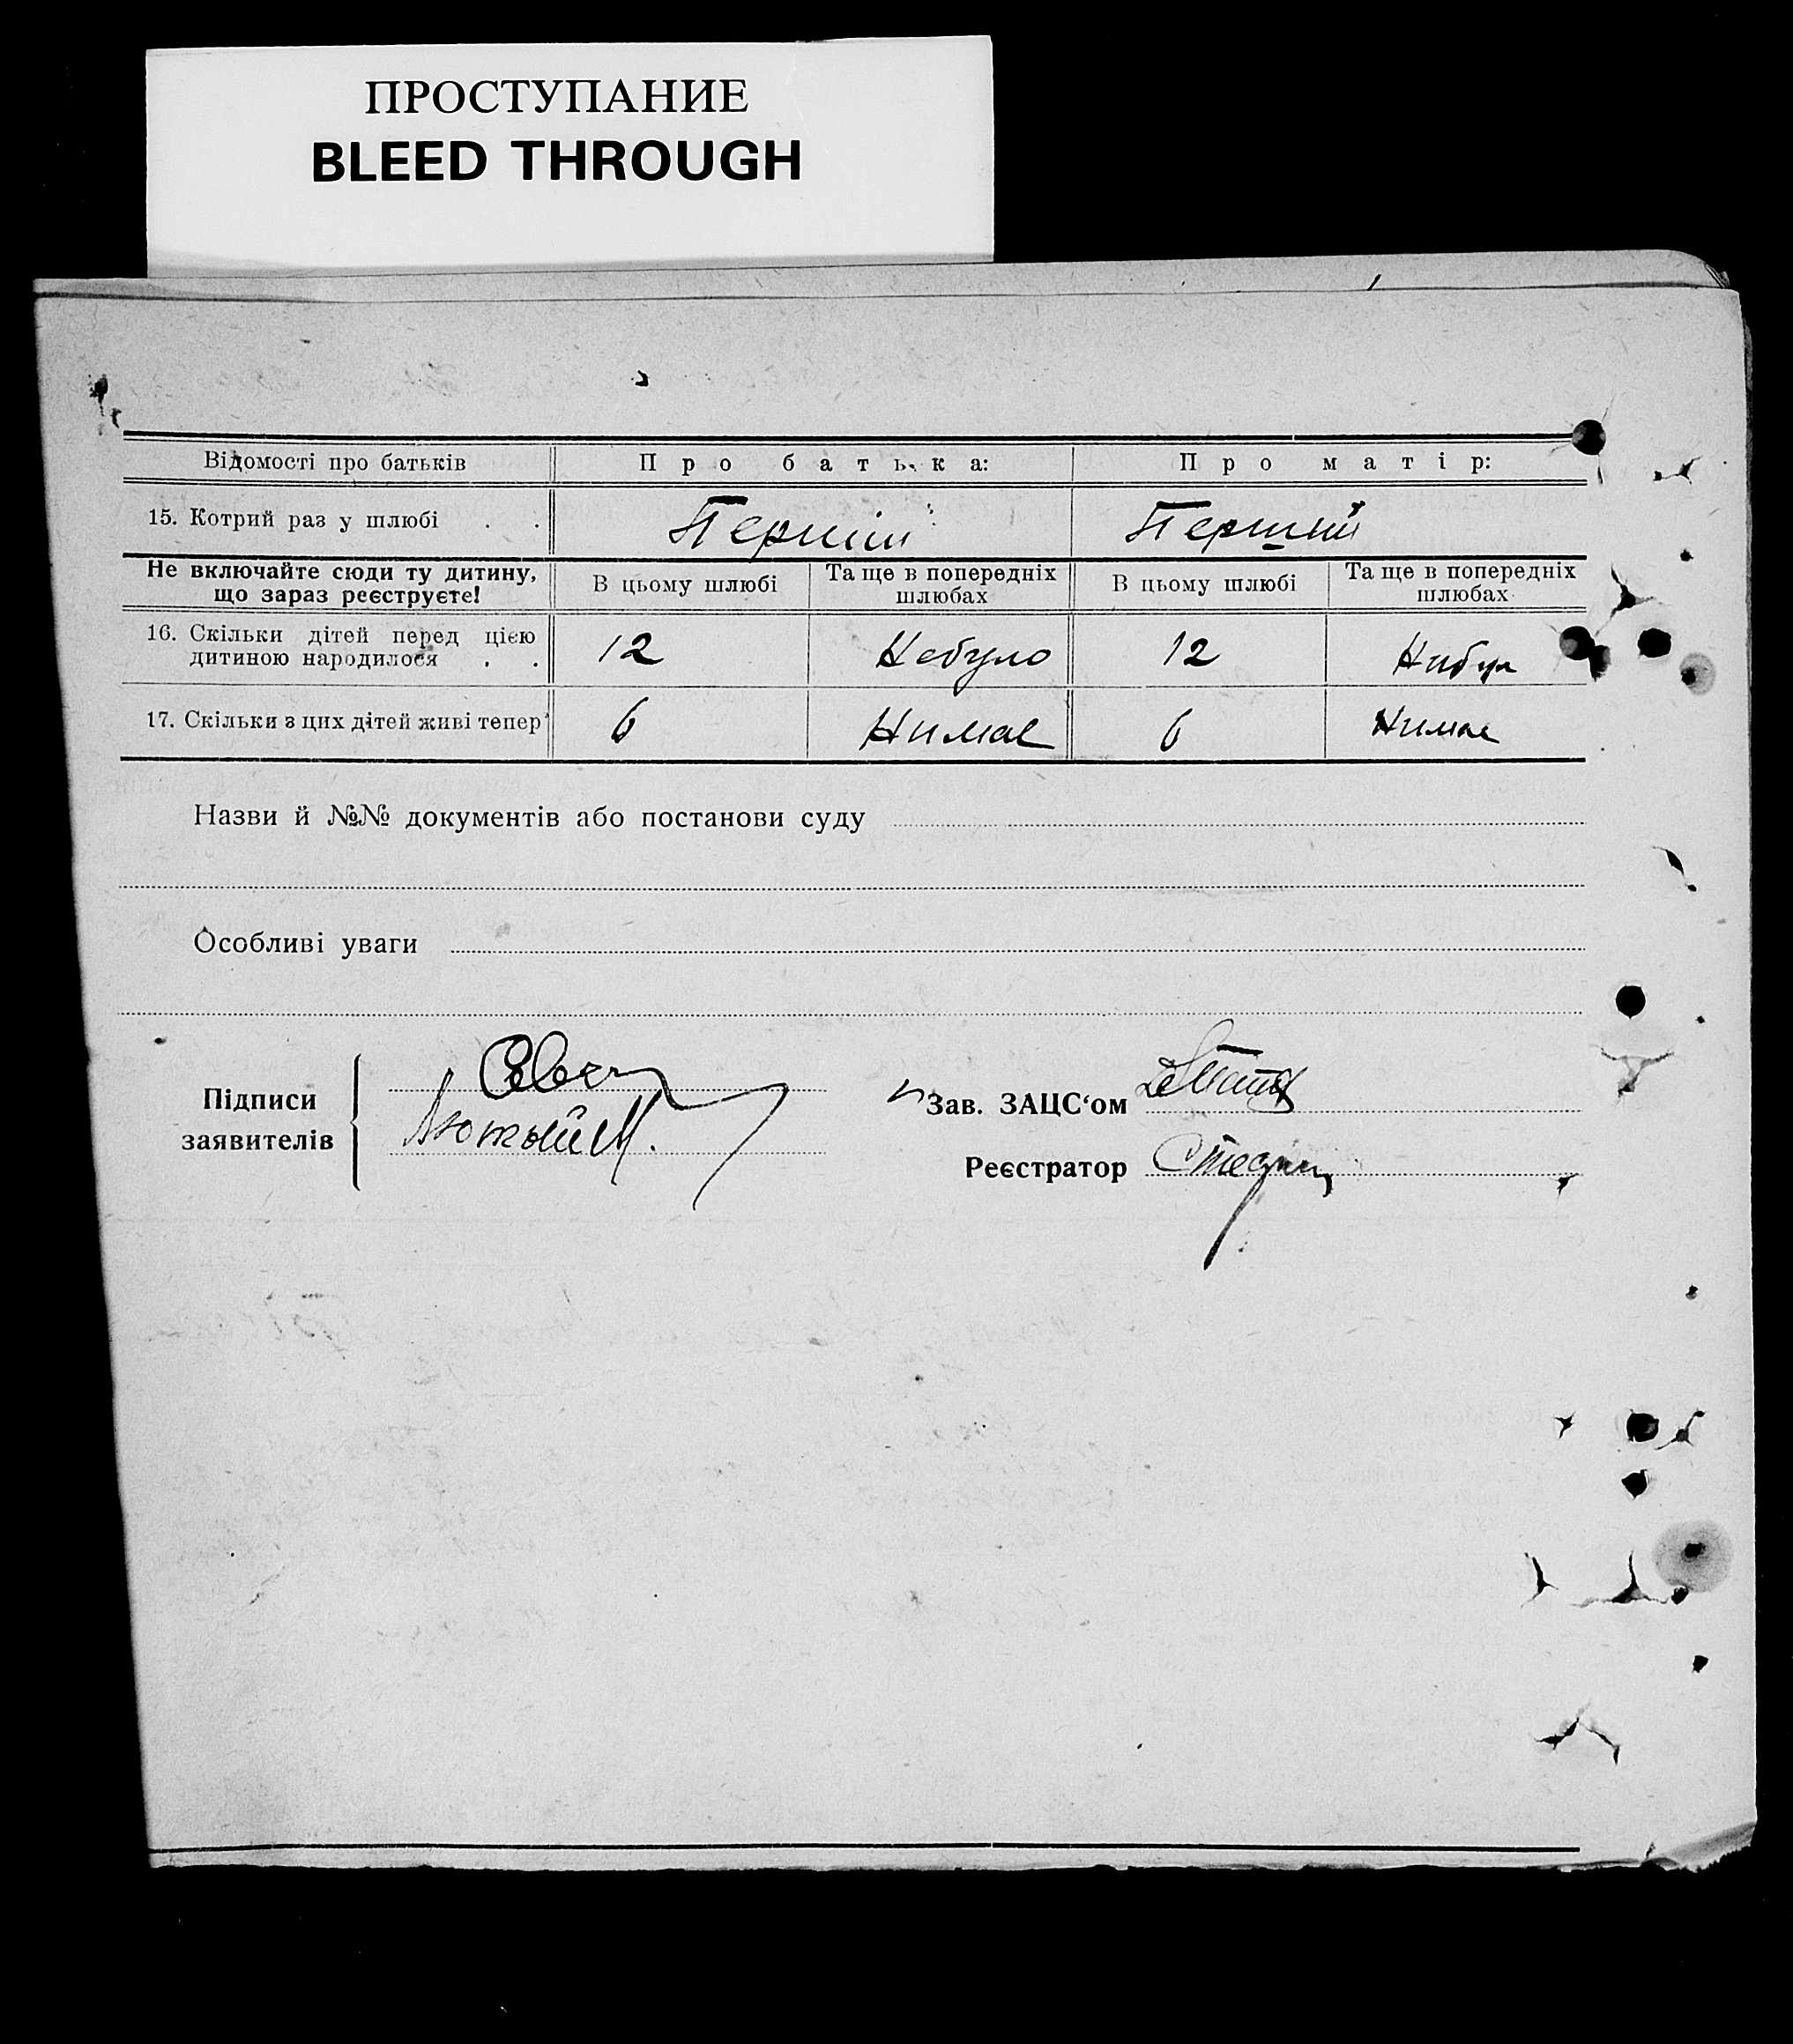 ПРОСТУПАНИЕ
BLEED THROUGH
Відомості про батьків Про батька: Про матір:
15. Котрий раз у шлюбі . . Перший Перший
Не включайте сюди ту дитину, що зараз реєструєте! В цьому шлюбі Та ще в попередніх шлюбах В цьому шлюбі Та ще в попередніх шлюбах
16. Скільки дітей перед цією
дитиною народилося . . 12 Небуло 12 Нибул
17. Скільки з цих дітей живі тепер 6 Нимае 6 Нимае
Назви й №№ документів або постанови суду
Особливі уваги
Підписи
заявителів
Лютый М.
Зав. ЗАЦС‘ом
Реєстратор